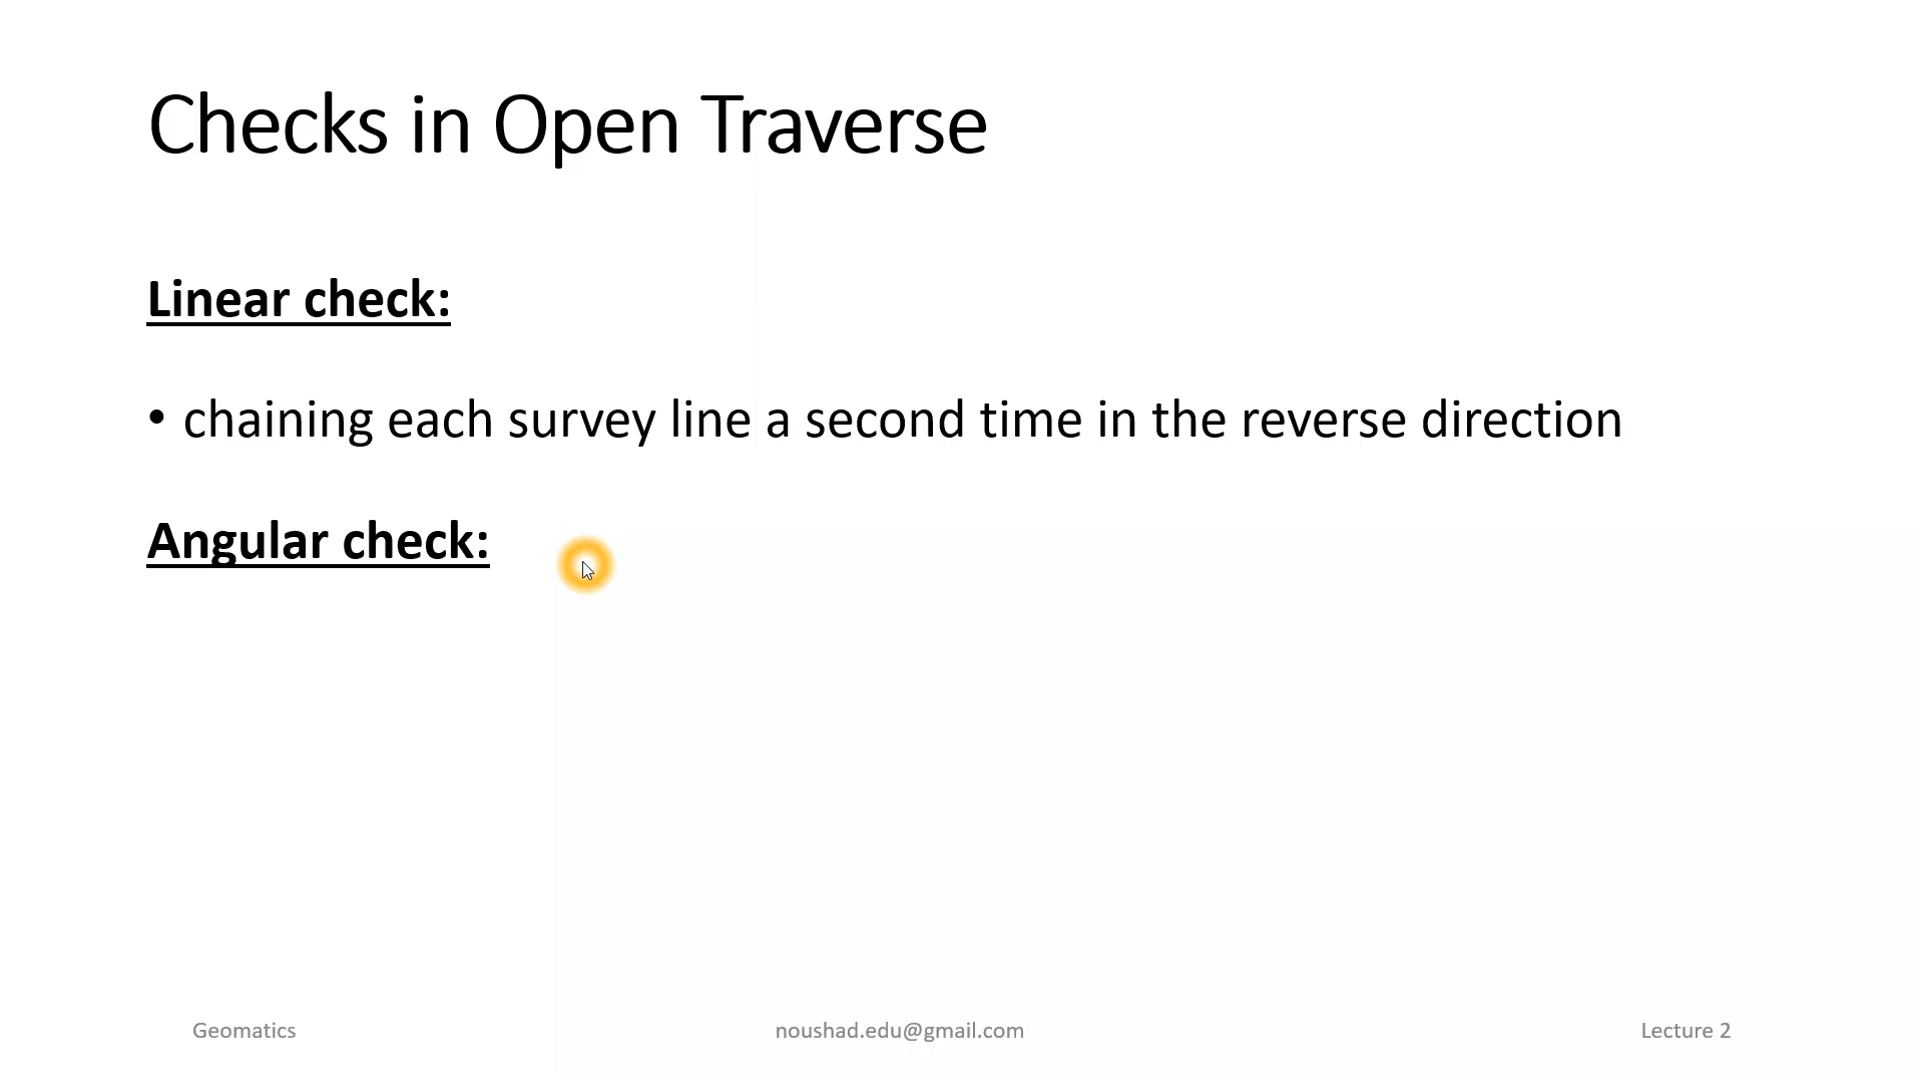 Checks in Open Traverse
Linear check:
• chaining each survey line a second time in the reverse direction
Angular check:
Geomatics
noushad.edu@gmail.com
Lecture 2